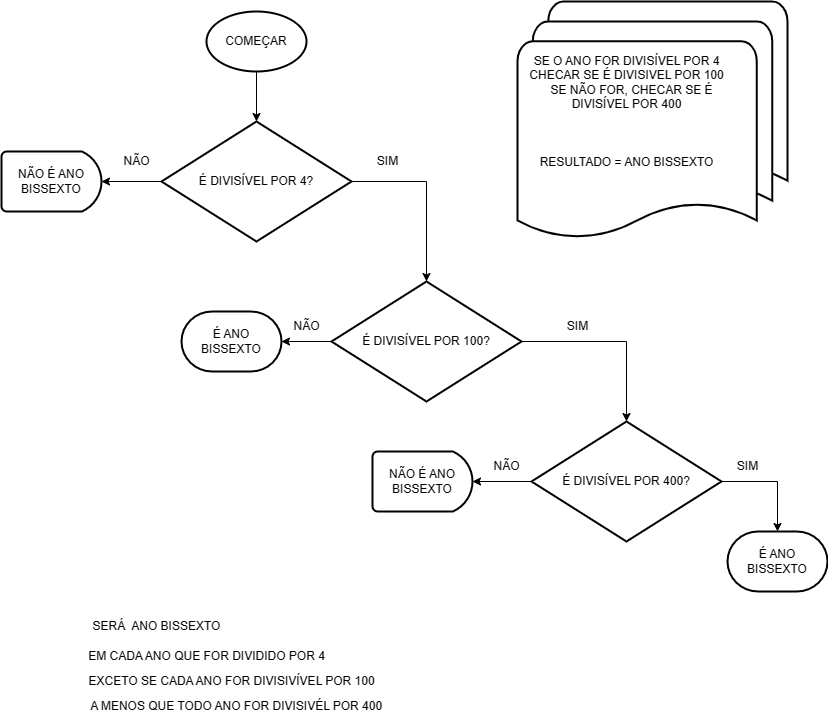 COMEÇAR
SE O ANO FOR DIVISÍVEL POR 4
CHECAR SE É DIVISIVEL POR 100
SE NÃO FOR, CHECAR SE É
DIVISÍVEL POR 400
RESULTADO = ANO BISSEXTO
NÃO É ANO
BISSEXTO
NÃO
É DIVISÍVEL POR 4?
SIM
É ANO
BISSEXTO
NÃO
É DIVISÍVEL POR 100?
SIM
NÃO É ANO
BISSEXTO
NÃO
É DIVISÍVEL POR 400?
SIM
É ANO
BISSEXTO
SERÁ ANO BISSEXTO
EM CADA ANO QUE FOR DIVIDIDO POR 4
EXCETO SE CADA ANO FOR DIVISIVÍVEL POR 100
A MENOS QUE TODO ANO FOR DIVISIVÉL POR 400